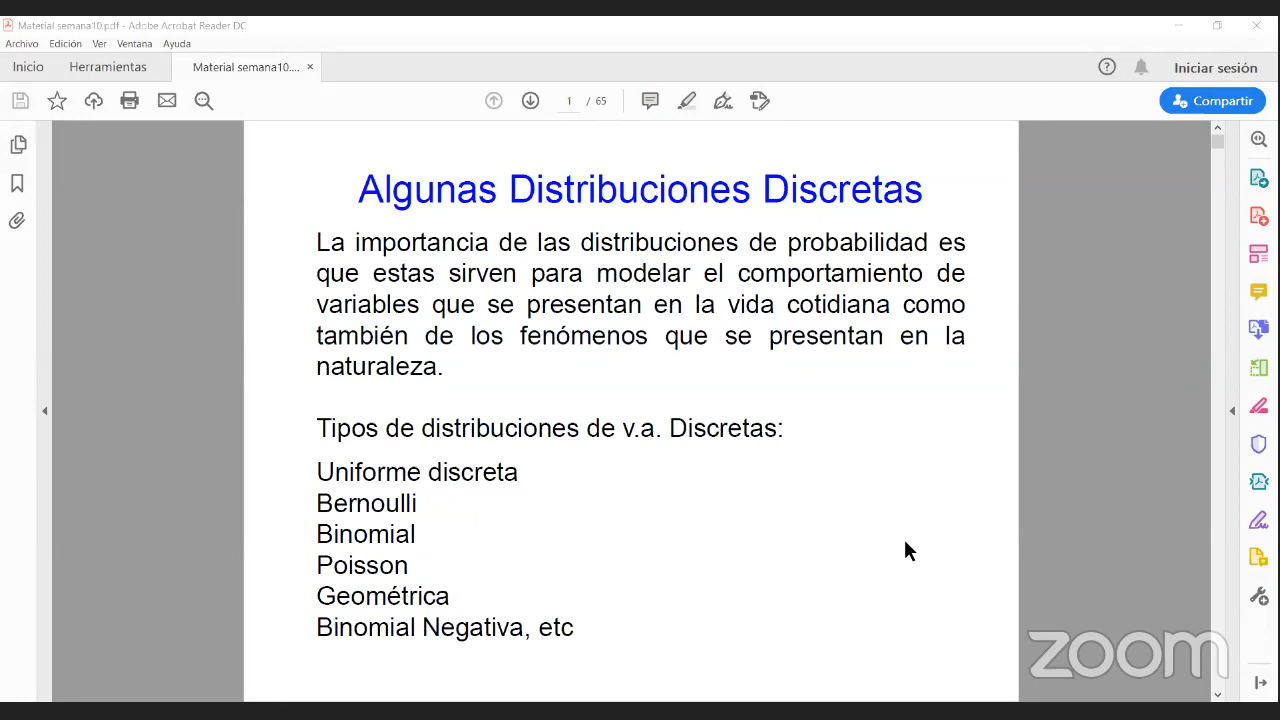 Material semana10.pdf - Adobe Acrobat Reader DC
Archivo Edición Ver Ventana Ayuda
Inicio Herramientas Material semana10.... × Iniciar sesión
1 / 65 Compartir
Algunas Distribuciones Discretas
La importancia de las distribuciones de probabilidad es
que estas sirven para modelar el comportamiento de
variables que se presentan en la vida cotidiana como
también de los fenómenos que se presentan en la
naturaleza.
Tipos de distribuciones de v.a. Discretas:
Uniforme discreta
Bernoulli
Binomial
Poisson
Geométrica
Binomial Negativa, etc
zoom